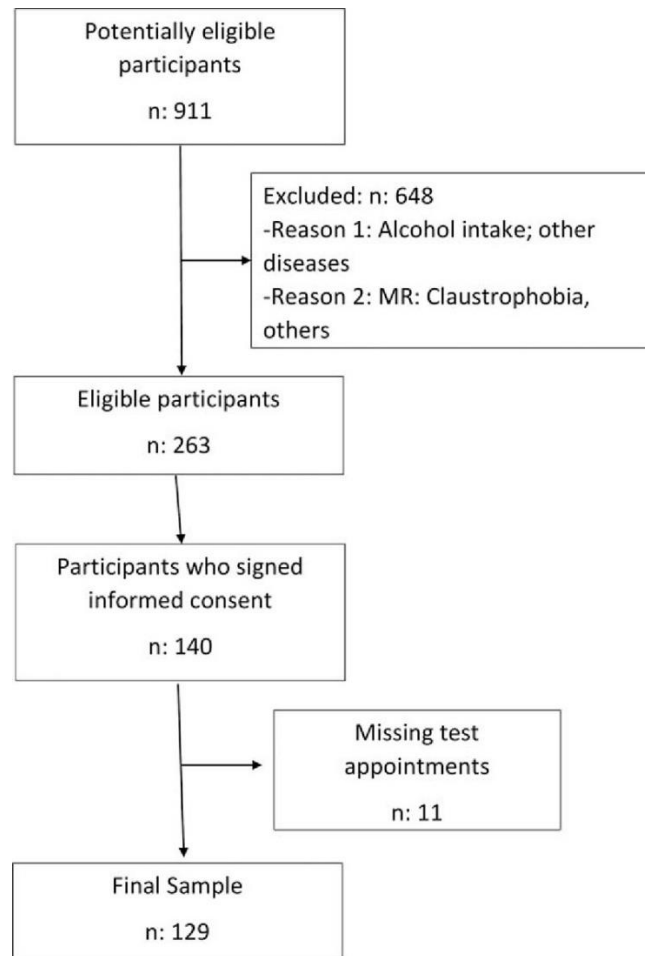 Potentially eligible
participants
n: 911
Excluded: n: 648
-Reason 1: Alcohol intake; other
diseases
-Reason 2: MR: Claustrophobia,
others
Eligible participants
n: 263
Participants who signed
informed consent
n: 140
Missing test
appointments
n: 11
Final Sample
n: 129